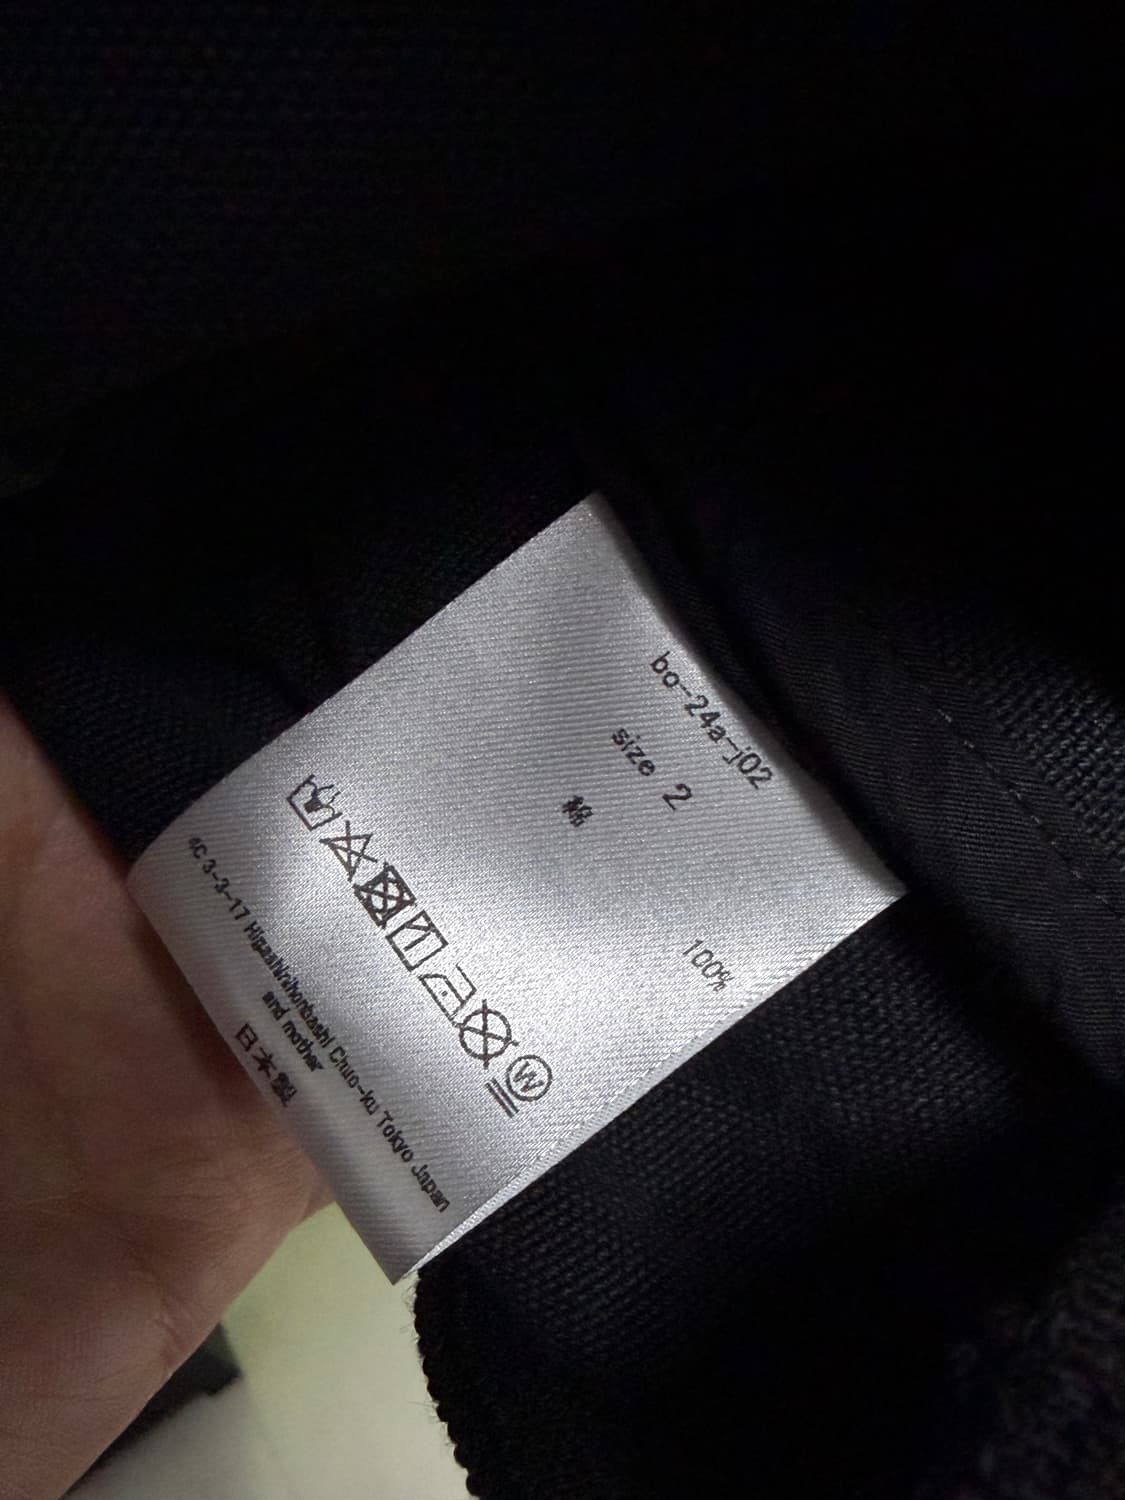 bo-24a-j02
size 2
綿 100%
W
6C 3-3-17 Higashinihonbashi Chuo-ku Tokyo Japan
and mother
日本製